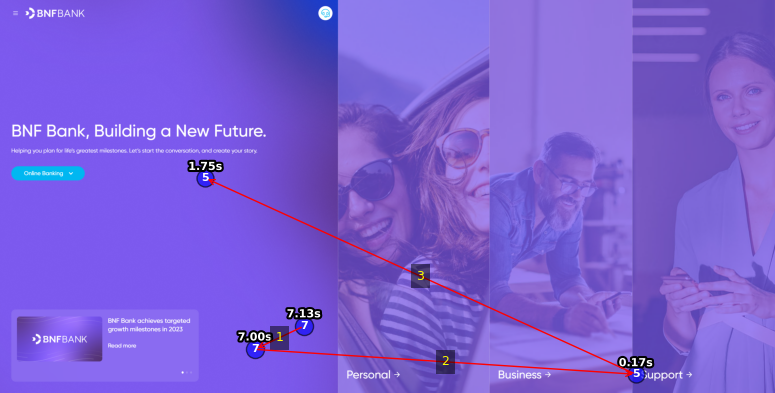 BNFBANK
BNF Bank, Building a New Future.
Helping you plan for life's greatest milestones. Let's start the conversation, and create your story.
1.75s
5
Online Banking
3
BNF Bank achieves targeted
growth milestones in 2023
BNFBANK
Read more
7.13s
7
7.00s
7
1
2
0.17s
5
Personal →
Business →
Support →